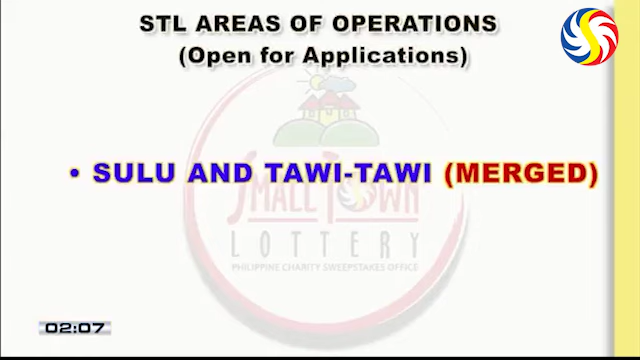 STL AREAS OF OPERATIONS
(Open for Applications)
• SULU AND TAWI-TAWI (MERGED)
SMALL TOWN
LOTTERY
PHILIPPINE CHARITY SWEEPSTAKES OFFICE
02:07